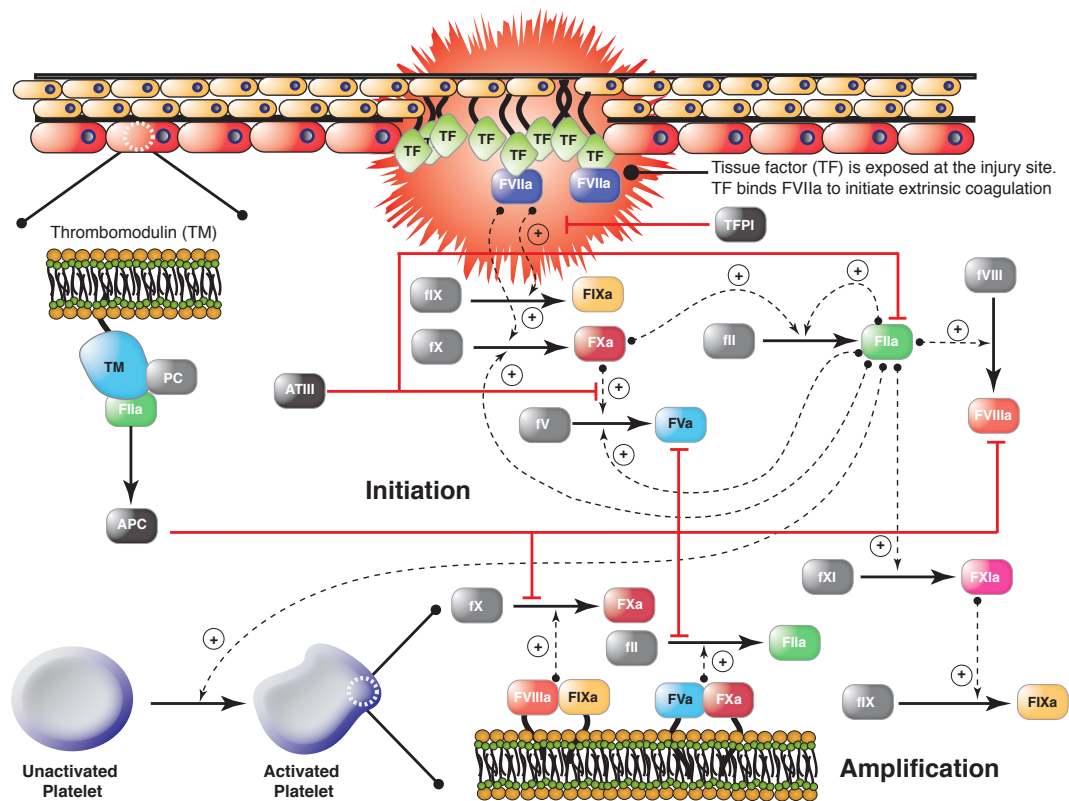 TF
TF
TF
TF
TF
TF
TF
FVIIa
FVIIa
Tissue factor (TF) is exposed at the injury site.
TF binds FVIIa to initiate extrinsic coagulation
TFPI
Thrombomodulin (TM)
+
fIX
FIXa
+
fX
FXa
+
+
+
fII
FIIa
fVIII
+
TM
PC
FIIa
ATIII
+
fV
FVa
+
FVIIIa
Initiation
APC
+
fXI
FXIa
fX
FXa
fII
FIIa
+
+
+
+
FVIIIa
FIXa
FVa
FXa
fIX
FIXa
Unactivated
Platelet
Activated
Platelet
Amplification